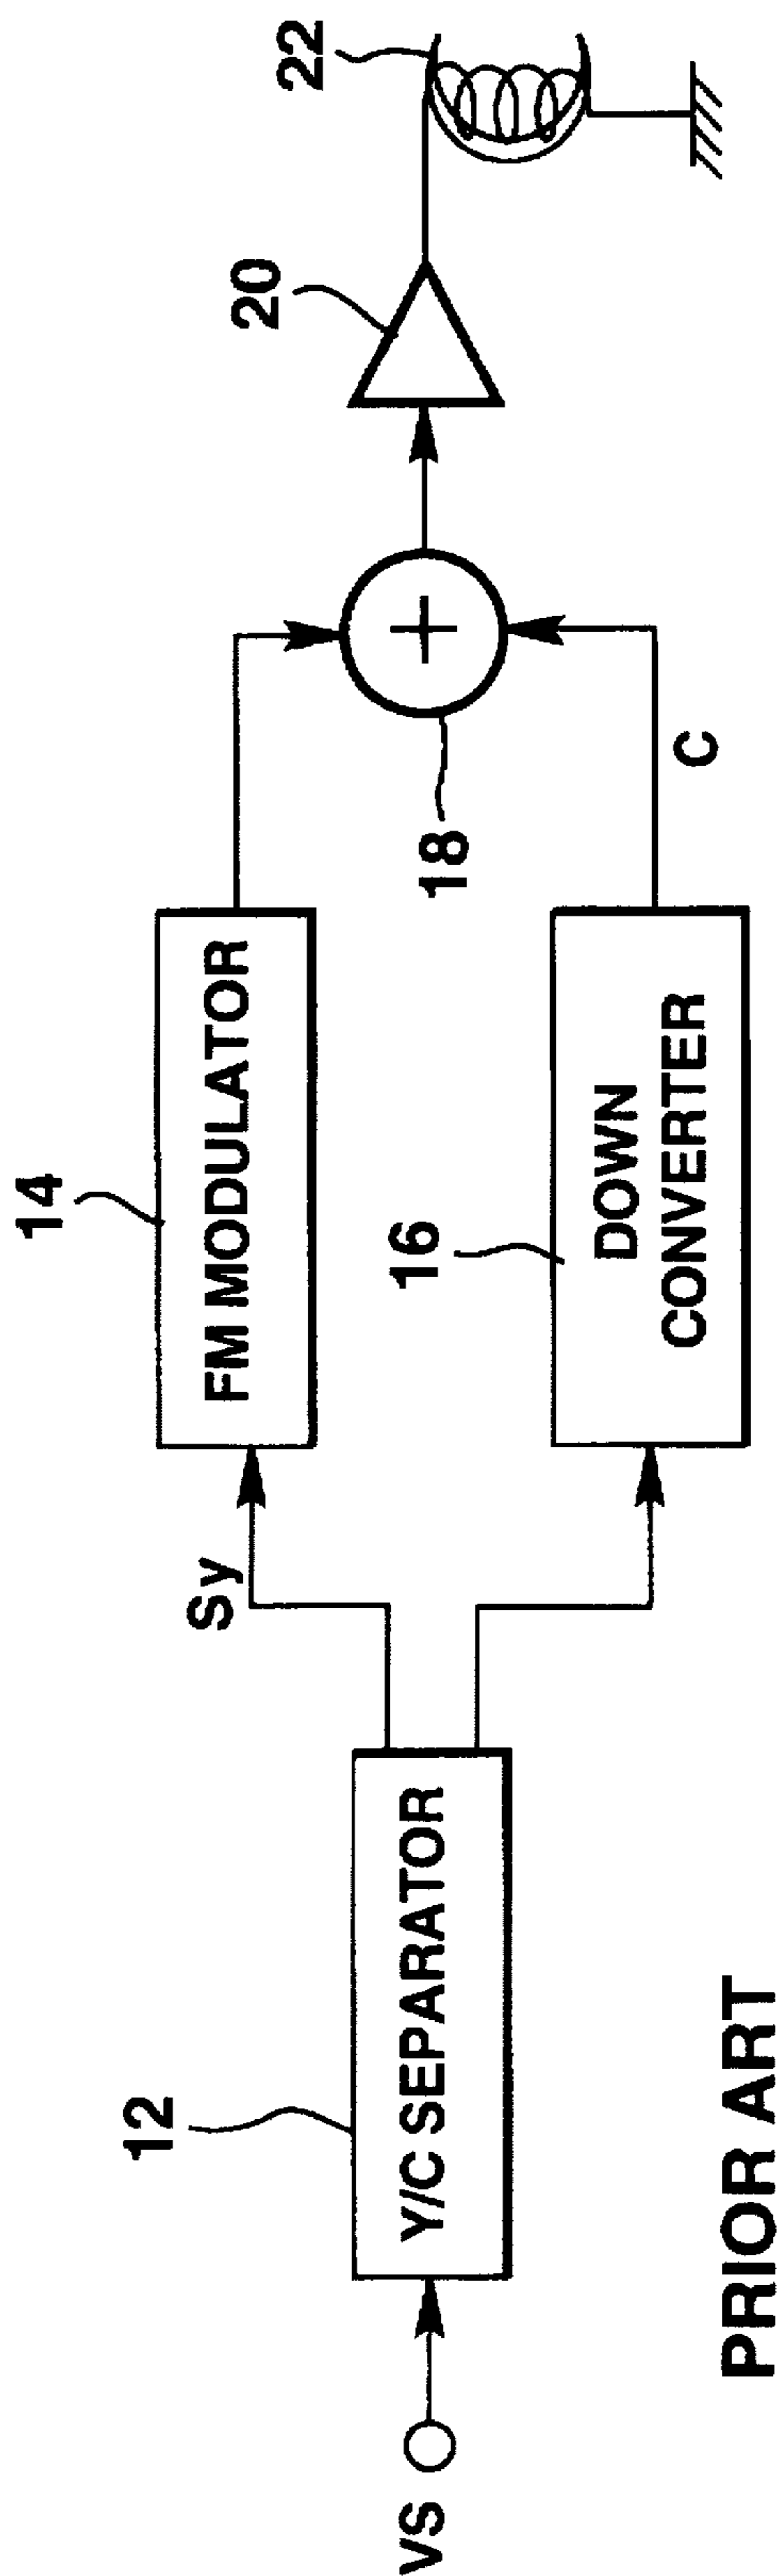 VS
12
Y/C SEPARATOR
Sy
14
FM MODULATOR
16
DOWN
CONVERTER
C
18
+
20
22
PRIOR ART